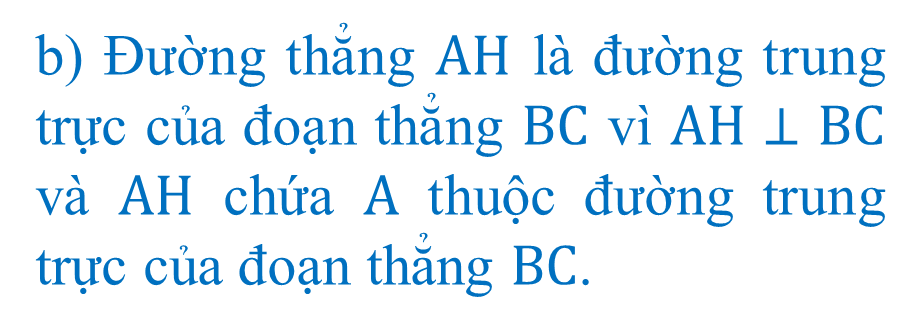 b) Đường thẳng AH là đường trung
trực của đoạn thẳng BC vì AH ⊥ BC
và AH chứa A thuộc đường trung
trực của đoạn thẳng BC.